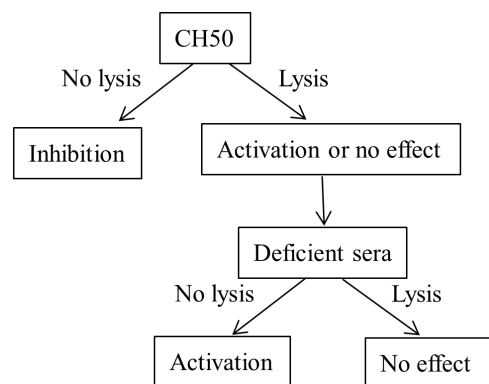 CH50
No lysis
Lysis
Inhibition
Activation or no effect
Deficient sera
No lysis
Lysis
Activation
No effect